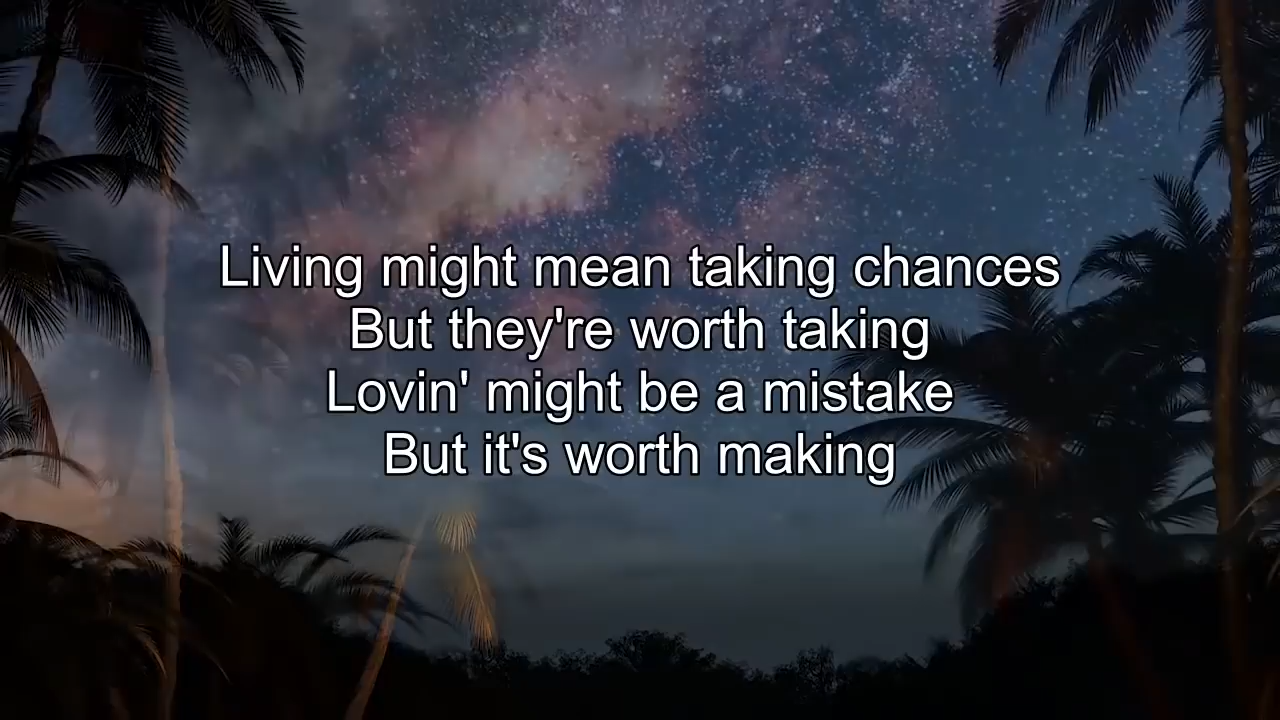 Living might mean taking chances
But they're worth taking
Lovin' might be a mistake
But it's worth making